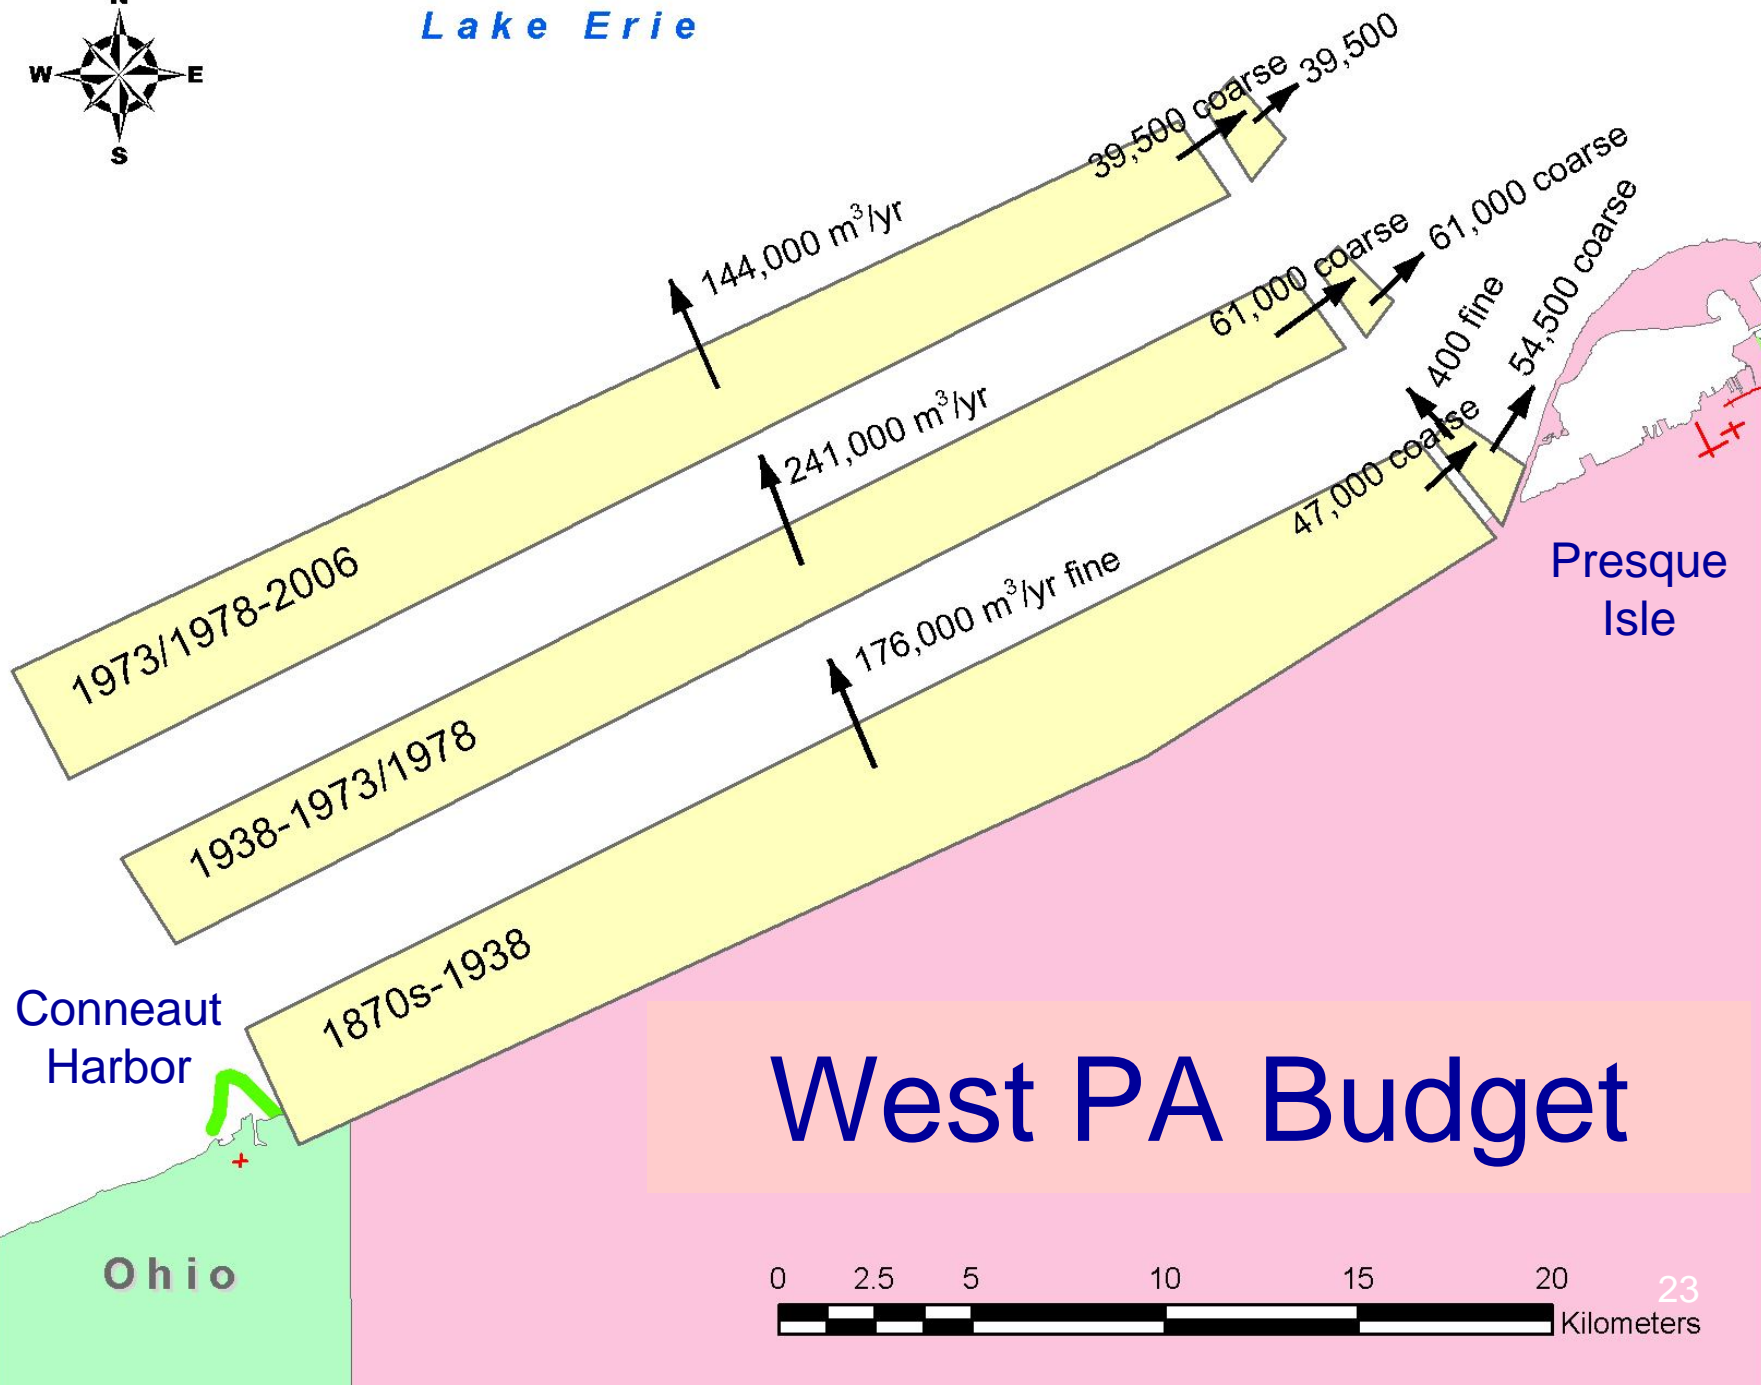 N
W E
S
Lake Erie
39,500 coarse
39,500
144,000 m³/yr
61,000 coarse
61,000 coarse
241,000 m³/yr
400 fine
54,500 coarse
47,000 coarse
176,000 m³/yr fine
1973/1978-2006
1938-1973/1978
1870s-1938
Presque
Isle
Conneaut
Harbor
West PA Budget
Ohio
0 2.5 5 10 15 20
Kilometers
23